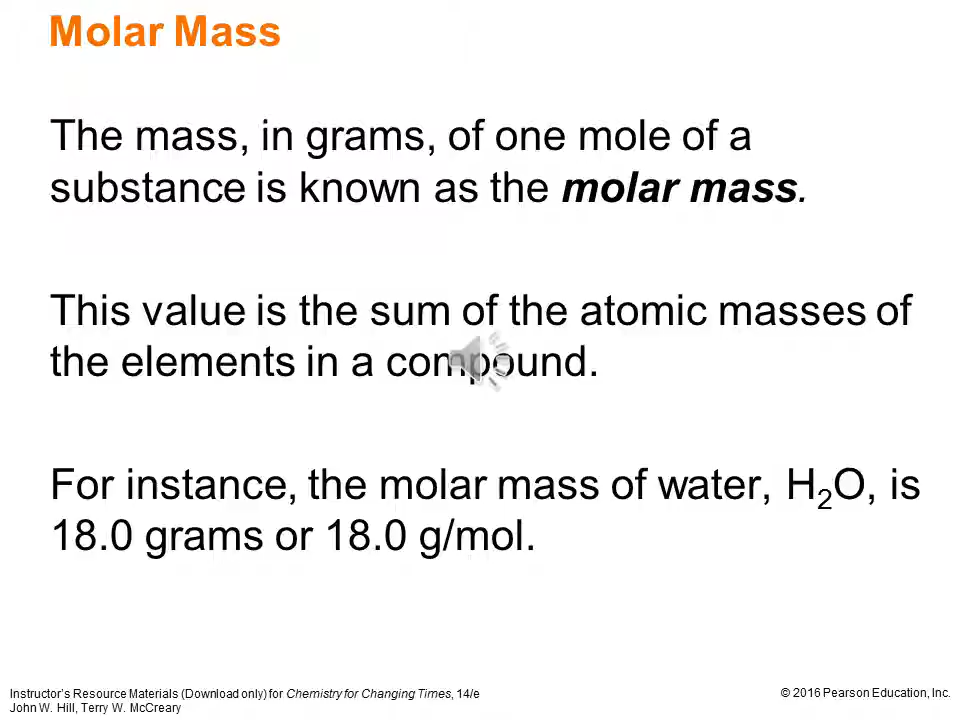 Molar Mass
The mass, in grams, of one mole of a
substance is known as the molar mass.
This value is the sum of the atomic masses of
the elements in a compound.
For instance, the molar mass of water, H₂O, is
18.0 grams or 18.0 g/mol.
Instructor's Resource Materials (Download only) for Chemistry for Changing Times, 14/e
John W. Hill, Terry W. McCreary
© 2016 Pearson Education, Inc.